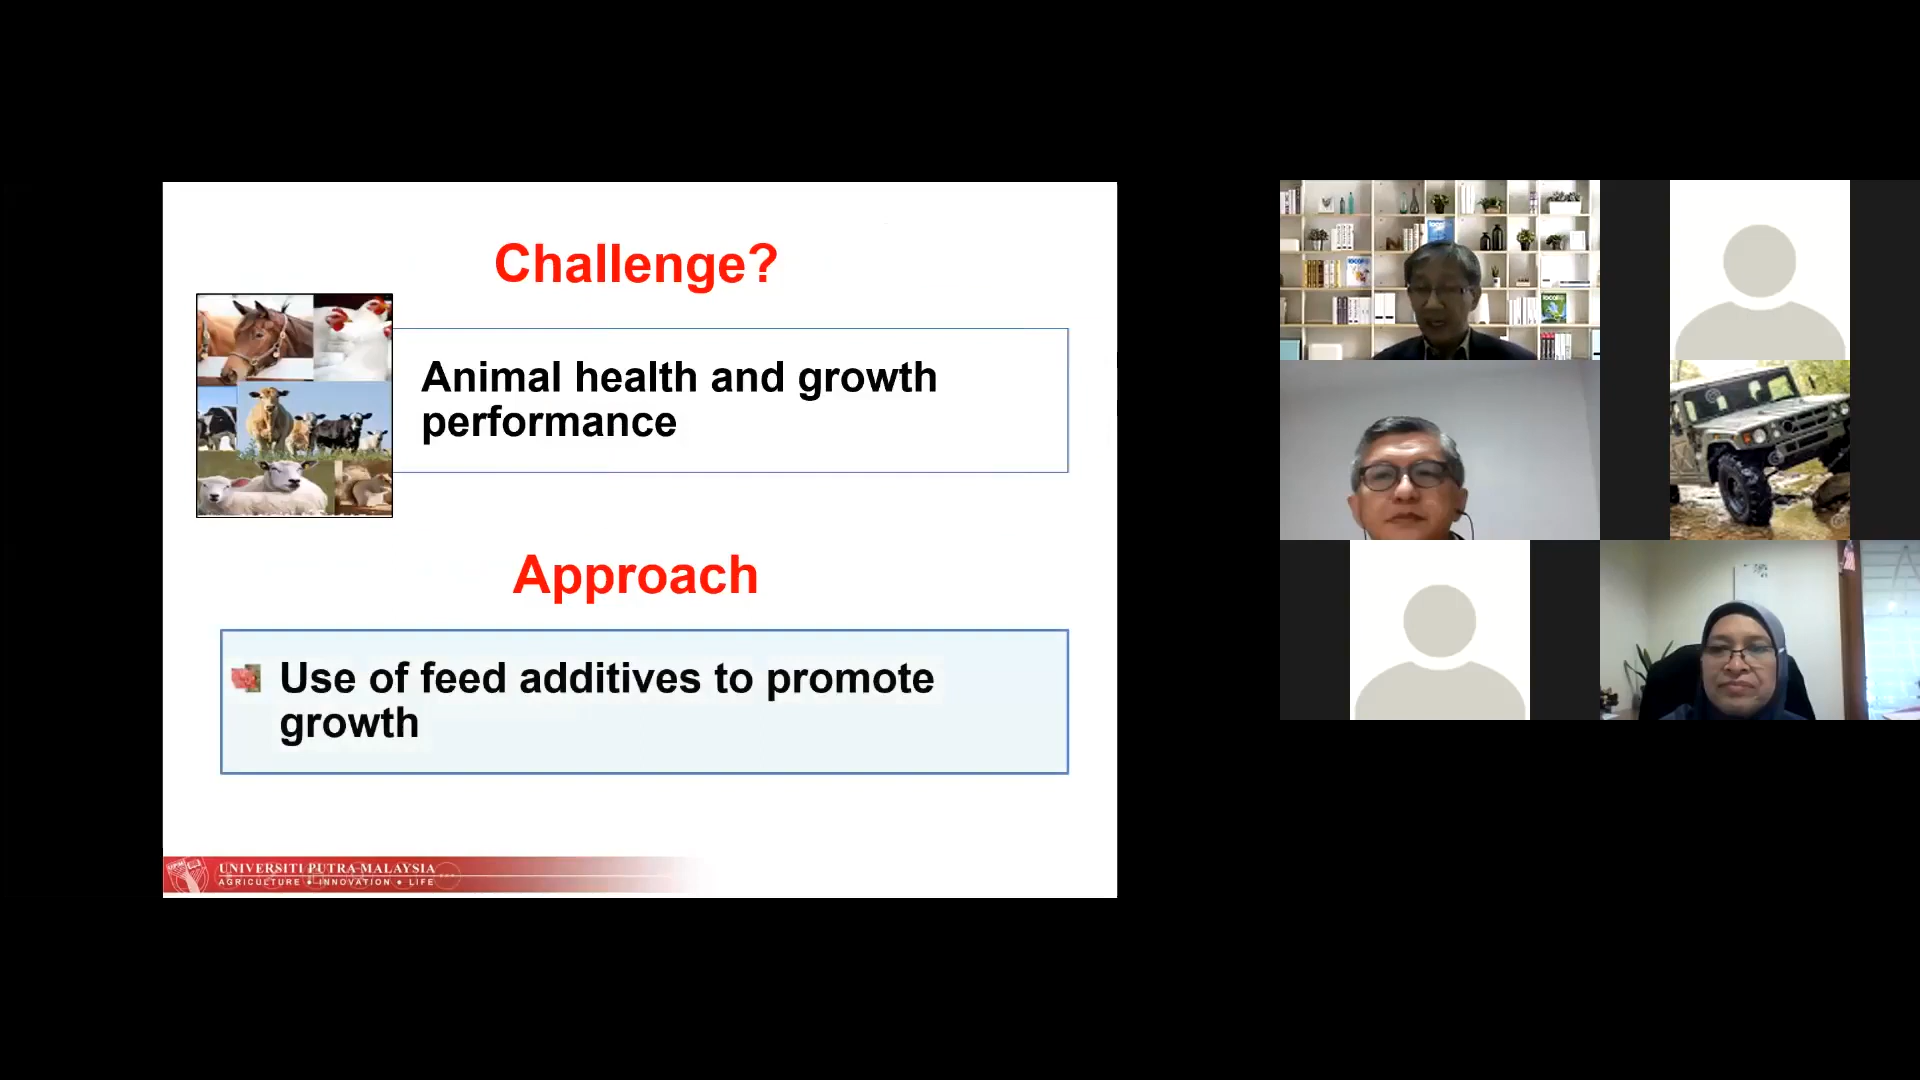 Challenge?
Animal health and growth
performance
Approach
Use of feed additives to promote
growth
UNIVERSITI PUTRA MALAYSIA
AGRICULTURE • INNOVATION • LIFE